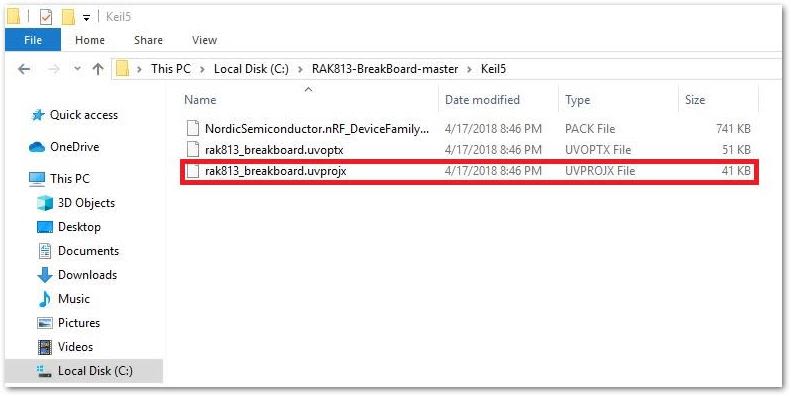 Keil5
File Home Share View
This PC Local Disk (C:) RAK813-BreakBoard-master Keil5
Name Date modified Type Size
NordicSemiconductor.nRF_DeviceFamily... 4/17/2018 8:46 PM PACK File 741 KB
rak813_breakboard.uvoptx 4/17/2018 8:46 PM UVOPTX File 51 KB
rak813_breakboard.uvprojx 4/17/2018 8:46 PM UVPROJX File 41 KB
Quick access
OneDrive
This PC
3D Objects
Desktop
Documents
Downloads
Music
Pictures
Videos
Local Disk (C:)